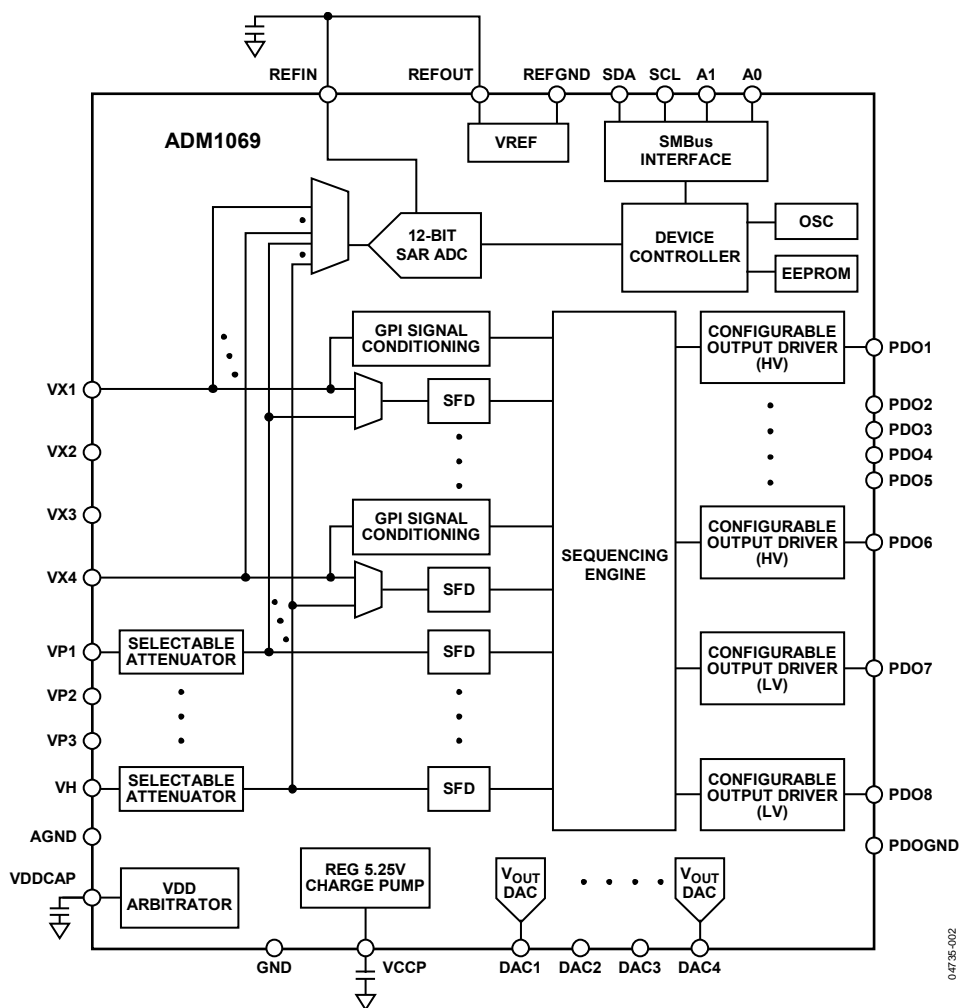 REFIN
REFOUT
REFGND
SDA
SCL
A1
A0
ADM1069
VREF
SMBus
INTERFACE
12-BIT
SAR ADC
DEVICE
CONTROLLER
OSC
EEPROM
GPI SIGNAL
CONDITIONING
CONFIGURABLE
OUTPUT DRIVER
(HV)
PDO1
VX1
SFD
PDO2
PDO3
VX2
PDO4
PDO5
VX3
GPI SIGNAL
CONDITIONING
SEQUENCING
ENGINE
CONFIGURABLE
OUTPUT DRIVER
(HV)
PDO6
VX4
SFD
VP1
SELECTABLE
ATTENUATOR
SFD
CONFIGURABLE
OUTPUT DRIVER
(LV)
PDO7
VP2
VP3
VH
SELECTABLE
ATTENUATOR
SFD
CONFIGURABLE
OUTPUT DRIVER
(LV)
PDO8
AGND
PDOGND
VDDCAP
VDD
ARBITRATOR
REG 5.25V
CHARGE PUMP
VOUT
DAC
VOUT
DAC
GND
VCCP
DAC1
DAC2
DAC3
DAC4
04735-002